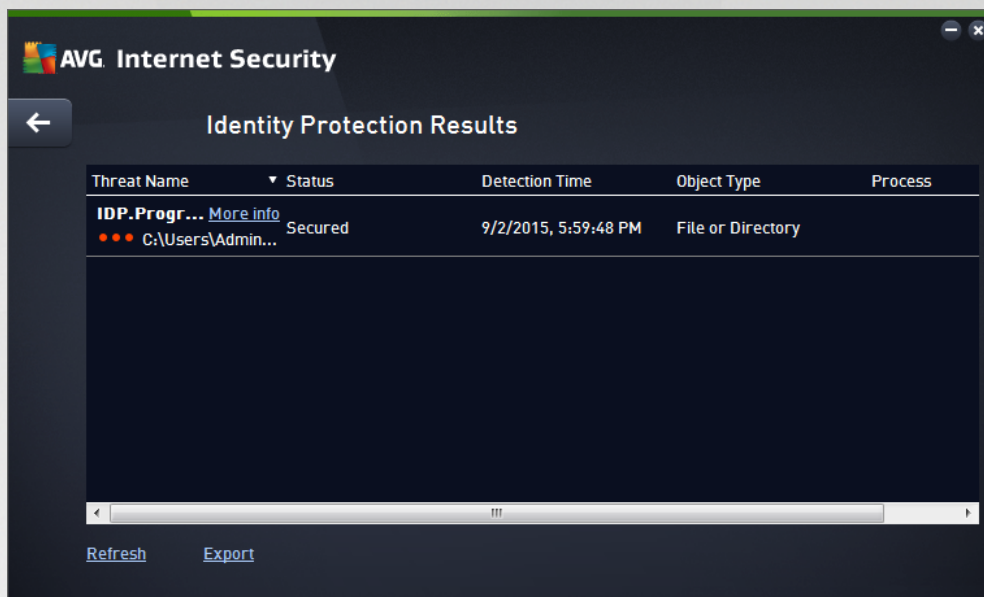 AVG. Internet Security
Identity Protection Results
Threat Name ▼ Status Detection Time Object Type Process
IDP.Progr... More info Secured 9/2/2015, 5:59:48 PM File or Directory
C:\Users\Admin...
Refresh Export